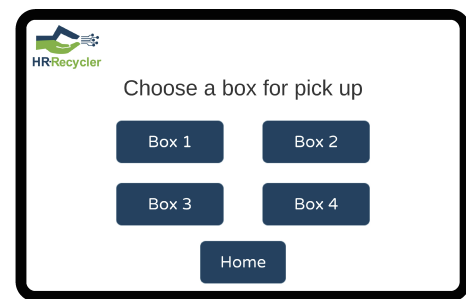 HR-Recycler
Choose a box for pick up
Box 1
Box 2
Box 3
Box 4
Home